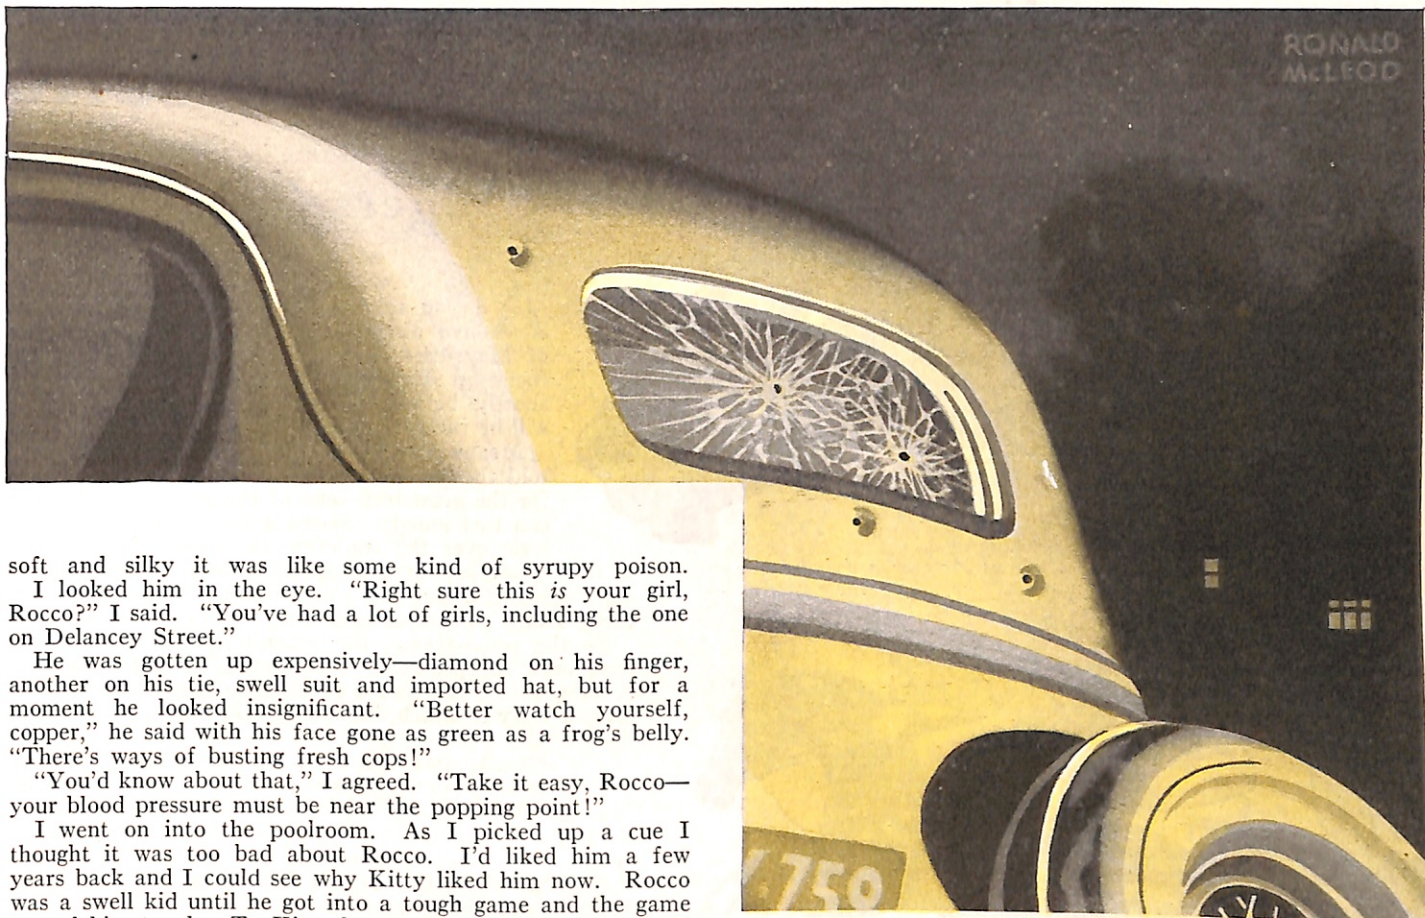 RONALD
McLEOD
soft and silky it was like some kind of syrupy poison.
I looked him in the eye. “Right sure this is your girl,
Rocco?” I said. “You've had a lot of girls, including the one
on Delancey Street.”
He was gotten up expensively—diamond on his finger,
another on his tie, swell suit and imported hat, but for a
moment he looked insignificant. “Better watch yourself,
copper,” he said with his face gone as green as a frog's belly.
“There's ways of busting fresh cops!”
“You'd know about that,” I agreed. “Take it easy, Rocco—
your blood pressure must be near the popping point!”
I went on into the poolroom. As I picked up a cue I
thought it was too bad about Rocco. I'd liked him a few
years back and I could see why Kitty liked him now. Rocco
was a swell kid until he got into a tough game and the game
759